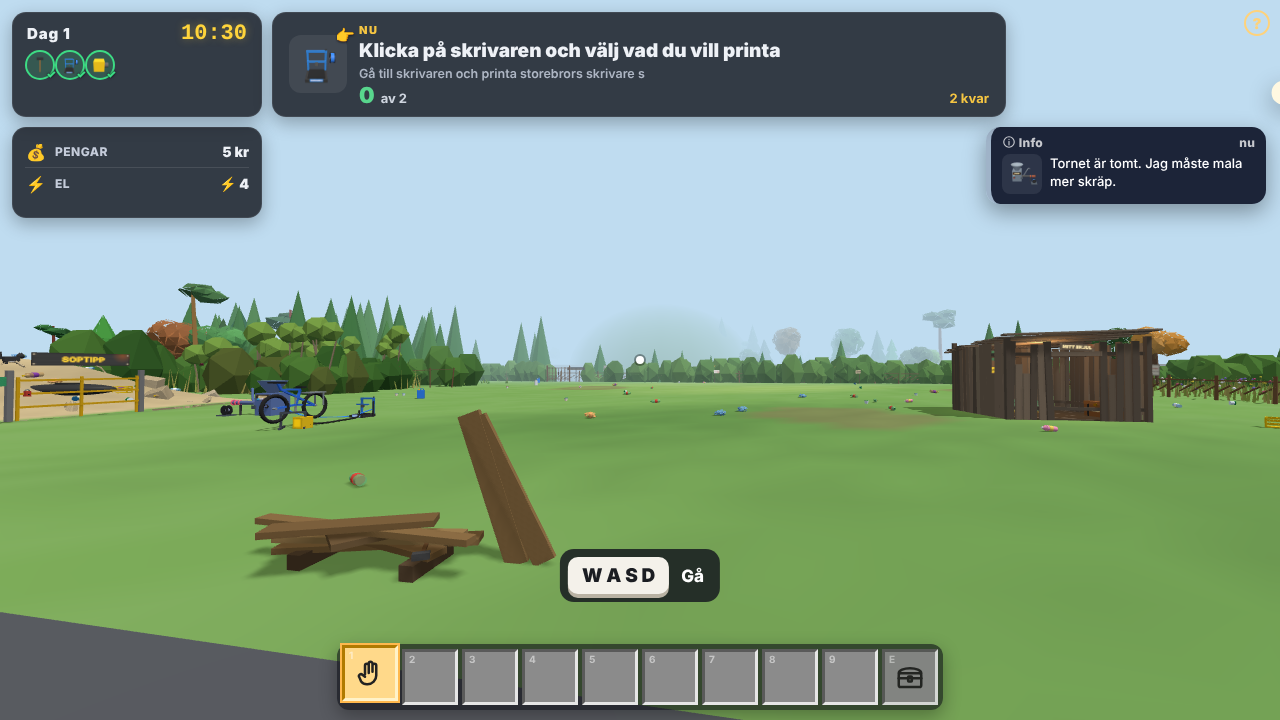 Dag 1
10:30
NU
Klicka på skrivaren och välj vad du vill printa
Gå till skrivaren och printa storebrors skrivare s
0 av 2
2 kvar
?
PENGAR
5 kr
EL
4
Info
nu
Tornet är tomt. Jag måste mala
mer skräp.
SOPTIPP
MITT SKJUL
WASD
Gå
2
3
4
5
6
7
8
9
E